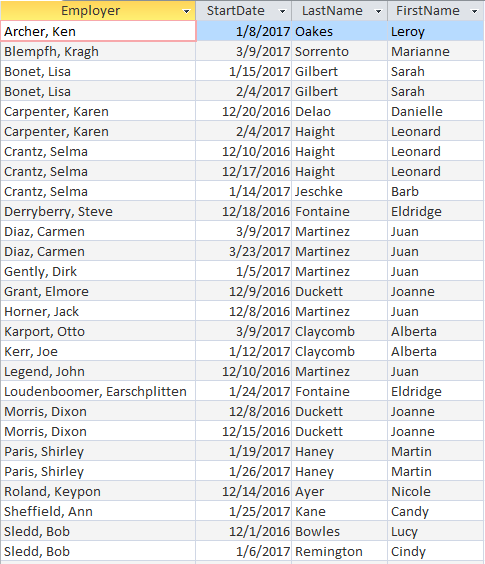 Employer StartDate LastName FirstName
Archer, Ken 1/8/2017 Oakes Leroy
Blempfh, Kragh 3/9/2017 Sorrento Marianne
Bonet, Lisa 1/15/2017 Gilbert Sarah
Bonet, Lisa 2/4/2017 Gilbert Sarah
Carpenter, Karen 12/20/2016 Delao Danielle
Carpenter, Karen 2/4/2017 Haight Leonard
Crantz, Selma 12/10/2016 Haight Leonard
Crantz, Selma 12/17/2016 Haight Leonard
Crantz, Selma 1/14/2017 Jeschke Barb
Derryberry, Steve 12/18/2016 Fontaine Eldridge
Diaz, Carmen 3/9/2017 Martinez Juan
Diaz, Carmen 3/23/2017 Martinez Juan
Gently, Dirk 1/5/2017 Martinez Juan
Grant, Elmore 12/9/2016 Duckett Joanne
Horner, Jack 12/8/2016 Martinez Juan
Karport, Otto 3/9/2017 Claycomb Alberta
Kerr, Joe 1/12/2017 Claycomb Alberta
Legend, John 12/10/2016 Martinez Juan
Loudenboomer, Earschplitten 1/24/2017 Fontaine Eldridge
Morris, Dixon 12/8/2016 Duckett Joanne
Morris, Dixon 12/15/2016 Duckett Joanne
Paris, Shirley 1/19/2017 Haney Martin
Paris, Shirley 1/26/2017 Haney Martin
Roland, Keypon 12/14/2016 Ayer Nicole
Sheffield, Ann 1/25/2017 Kane Candy
Sledd, Bob 12/1/2016 Bowles Lucy
Sledd, Bob 1/6/2017 Remington Cindy